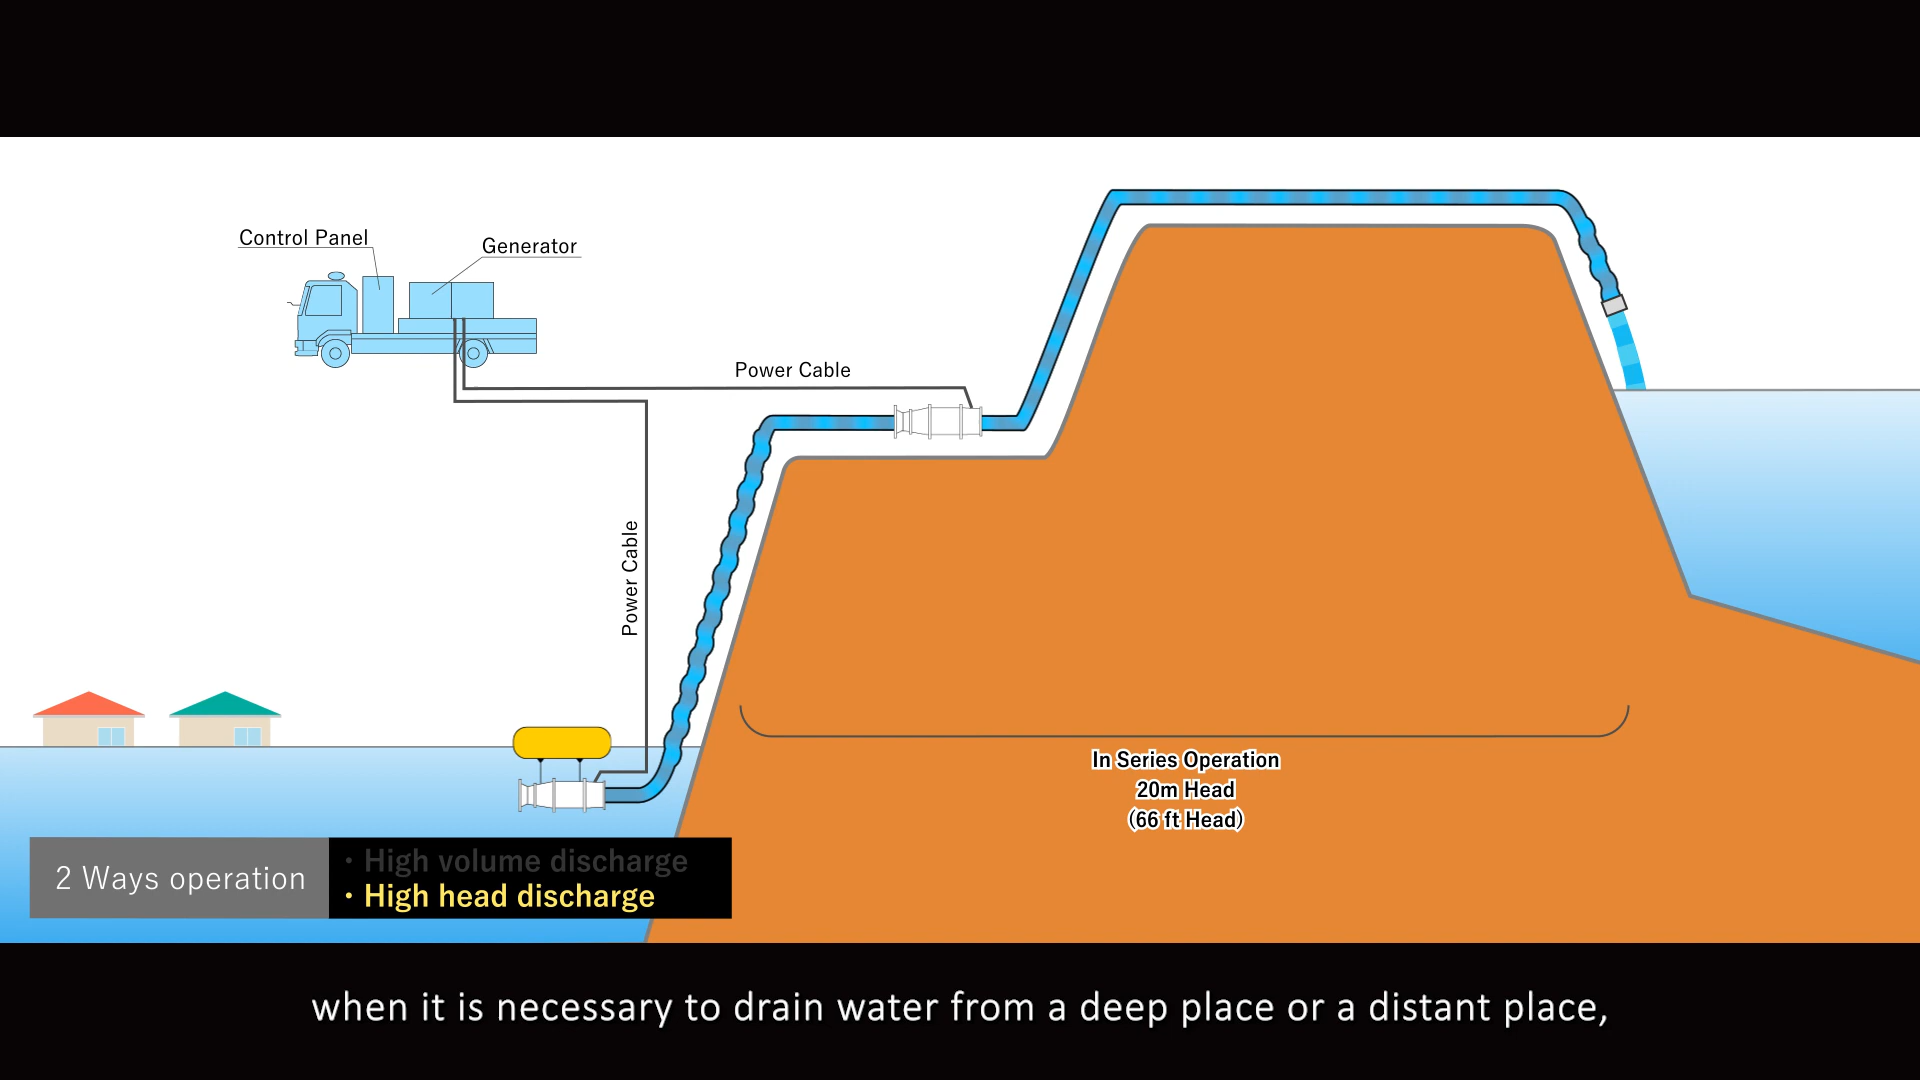 Control Panel
Generator
Power Cable
Power Cable
In Series Operation
20m Head
(66 ft Head)
2 Ways operation
・High volume discharge
・High head discharge
when it is necessary to drain water from a deep place or a distant place,